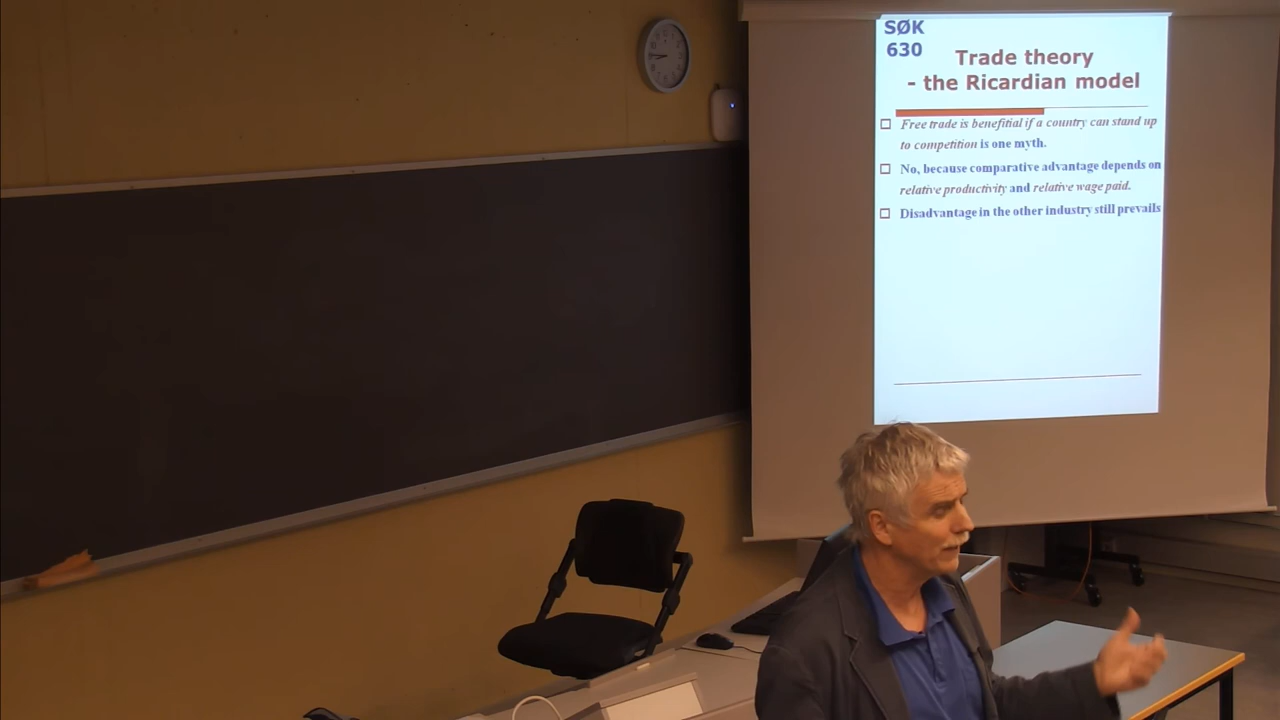 SØK
630
Trade theory
- the Ricardian model
Free trade is benefitial if a country can stand up
to competition is one myth.
No, because comparative advantage depends on
relative productivity and relative wage paid.
Disadvantage in the other industry still prevails